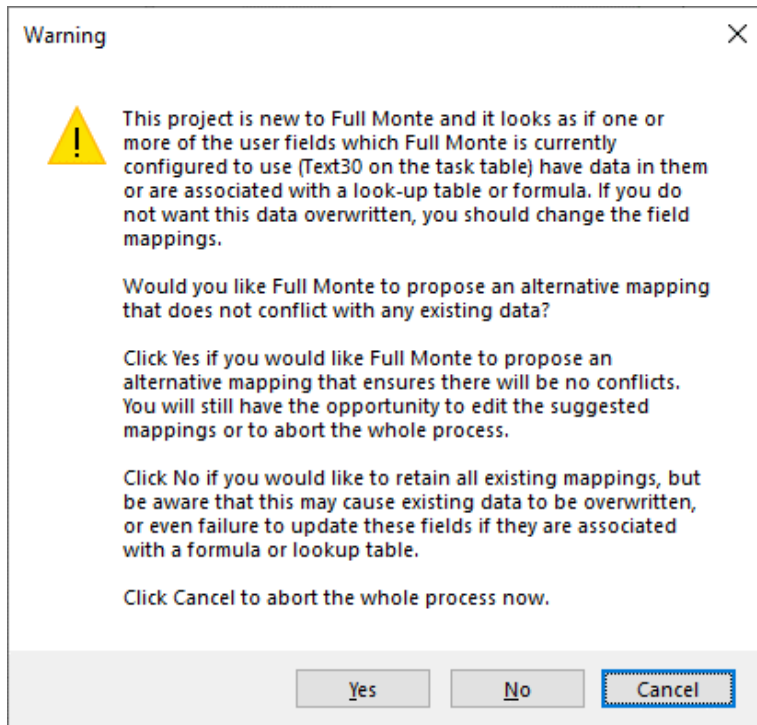 Warning
This project is new to Full Monte and it looks as if one or
more of the user fields which Full Monte is currently
configured to use (Text30 on the task table) have data in them
or are associated with a look-up table or formula. If you do
not want this data overwritten, you should change the field
mappings.
Would you like Full Monte to propose an alternative mapping
that does not conflict with any existing data?
Click Yes if you would like Full Monte to propose an
alternative mapping that ensures there will be no conflicts.
You will still have the opportunity to edit the suggested
mappings or to abort the whole process.
Click No if you would like to retain all existing mappings, but
be aware that this may cause existing data to be overwritten,
or even failure to update these fields if they are associated
with a formula or lookup table.
Click Cancel to abort the whole process now.
Yes No Cancel